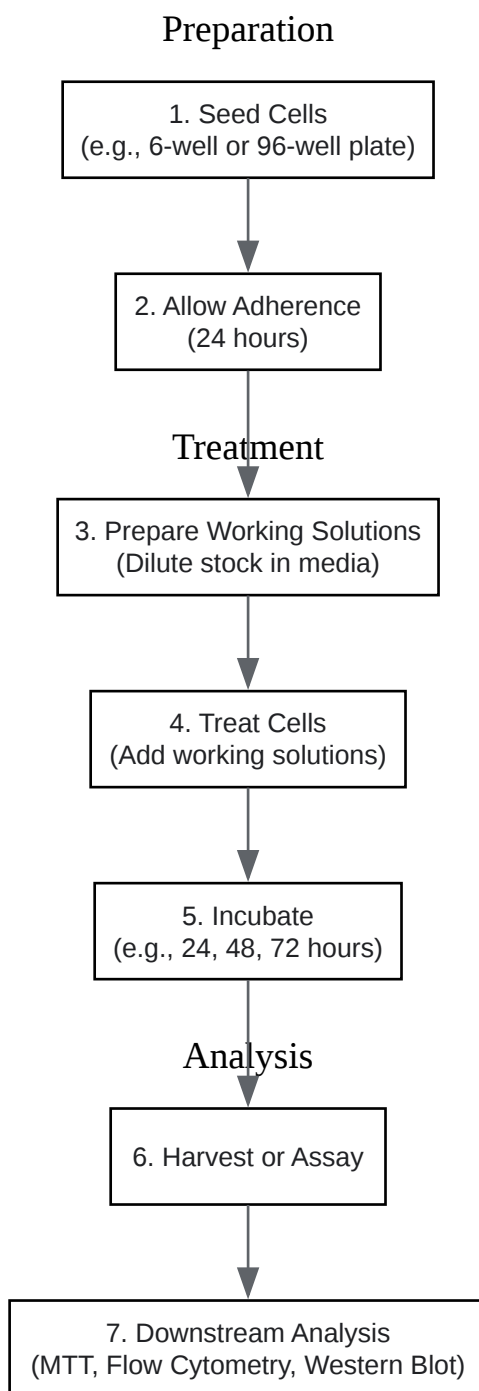 Preparation
1. Seed Cells
(e.g., 6-well or 96-well plate)
2. Allow Adherence
(24 hours)
Treatment
3. Prepare Working Solutions
(Dilute stock in media)
4. Treat Cells
(Add working solutions)
5. Incubate
(e.g., 24, 48, 72 hours)
Analysis
6. Harvest or Assay
7. Downstream Analysis
(MTT, Flow Cytometry, Western Blot)